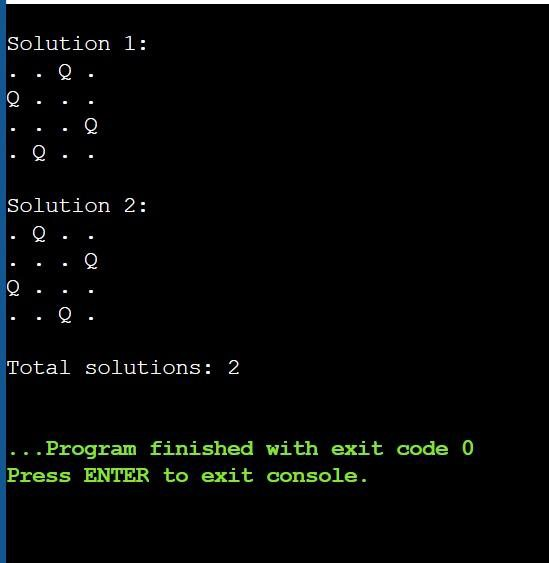 Solution 1:
. . Q .
Q . . .
. . . Q
. Q . .
Solution 2:
. Q . .
. . . Q
Q . . .
. . Q .
Total solutions: 2
...Program finished with exit code 0
Press ENTER to exit console.